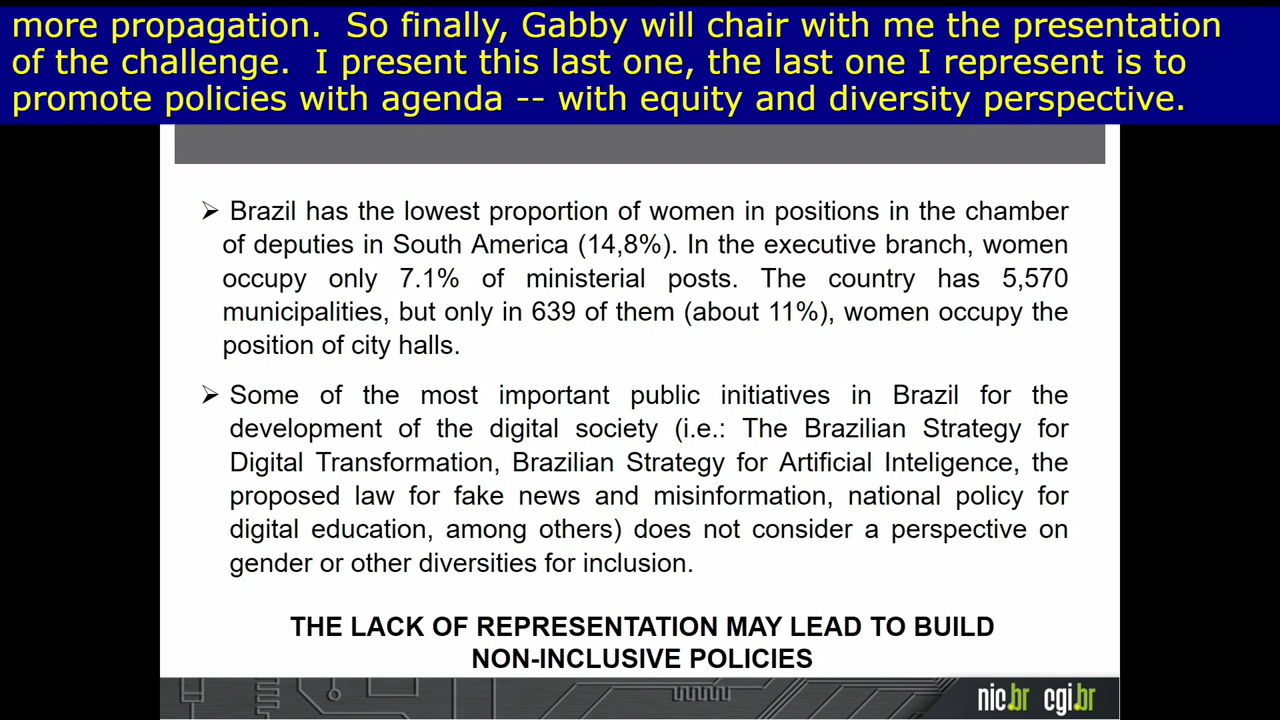 more propagation.  So finally, Gabby will chair with me the presentation
of the challenge.  I present this last one, the last one I represent is to
promote policies with agenda -- with equity and diversity perspective.
➢ Brazil has the lowest proportion of women in positions in the chamber
of deputies in South America (14,8%). In the executive branch, women
occupy only 7.1% of ministerial posts. The country has 5,570
municipalities, but only in 639 of them (about 11%), women occupy the
position of city halls.
➢ Some of the most important public initiatives in Brazil for the
development of the digital society (i.e.: The Brazilian Strategy for
Digital Transformation, Brazilian Strategy for Artificial Inteligence, the
proposed law for fake news and misinformation, national policy for
digital education, among others) does not consider a perspective on
gender or other diversities for inclusion.
THE LACK OF REPRESENTATION MAY LEAD TO BUILD
NON-INCLUSIVE POLICIES
nic.br cgi.br